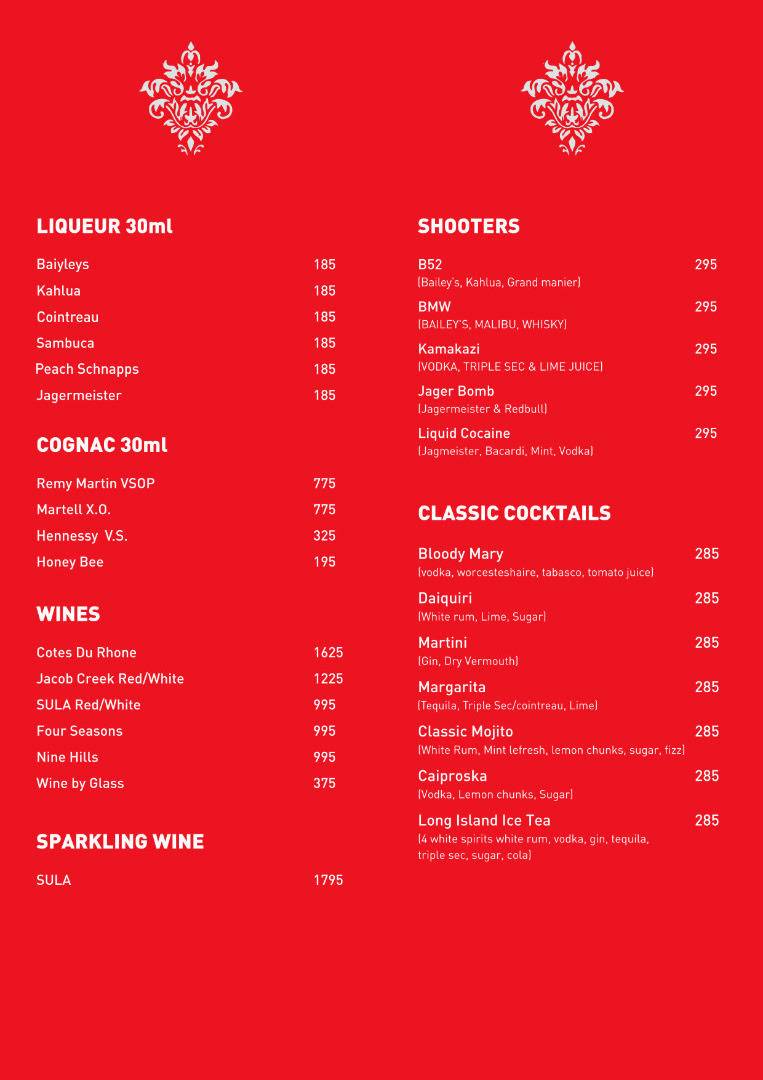 LIQUEUR 30ml
Baiyleys 185
Kahlua 185
Cointreau 185
Sambuca 185
Peach Schnapps 185
Jagermeister 185
COGNAC 30ml
Remy Martin VSOP 775
Martell X.O. 775
Hennessy V.S. 325
Honey Bee 195
WINES
Cotes Du Rhone 1625
Jacob Creek Red/White 1225
SULA Red/White 995
Four Seasons 995
Nine Hills 995
Wine by Glass 375
SPARKLING WINE
SULA 1795
SHOOTERS
B52 295
(Bailey's, Kahlua, Grand manier)
BMW 295
(BAILEY'S, MALIBU, WHISKY)
Kamakazi 295
(VODKA, TRIPLE SEC & LIME JUICE)
Jager Bomb 295
(Jagermeister & Redbull)
Liquid Cocaine 295
(Jagmeister, Bacardi, Mint, Vodka)
CLASSIC COCKTAILS
Bloody Mary 285
(vodka, worcesteshaire, tabasco, tomato juice)
Daiquiri 285
(White rum, Lime, Sugar)
Martini 285
(Gin, Dry Vermouth)
Margarita 285
(Tequila, Triple Sec/cointreau, Lime)
Classic Mojito 285
(White Rum, Mint lefresh, lemon chunks, sugar, fizz)
Caiproska 285
(Vodka, Lemon chunks, Sugar)
Long Island Ice Tea 285
(4 white spirits white rum, vodka, gin, tequila,
triple sec, sugar, cola)